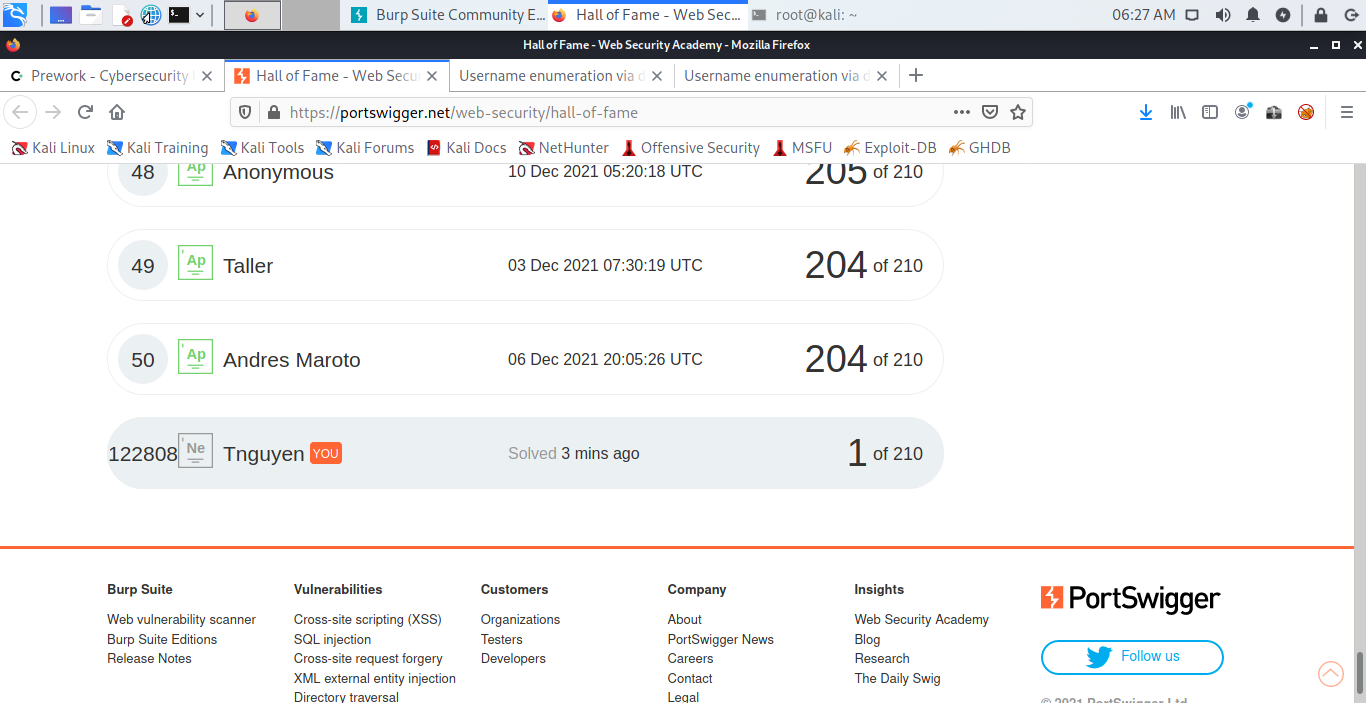 Burp Suite Community E... Hall of Fame - Web Sec... root@kali: ~ 06:27 AM
Hall of Fame - Web Security Academy - Mozilla Firefox
Prework - Cybersecurity Hall of Fame - Web Secu Username enumeration via d Username enumeration via d
https://portswigger.net/web-security/hall-of-fame
Kali Linux Kali Training Kali Tools Kali Forums Kali Docs NetHunter Offensive Security MSFU Exploit-DB GHDB
48 Ap Anonymous 10 Dec 2021 05:20:18 UTC 205 of 210
49 Ap Taller 03 Dec 2021 07:30:19 UTC 204 of 210
50 Ap Andres Maroto 06 Dec 2021 20:05:26 UTC 204 of 210
122808 Ne Tnguyen YOU Solved 3 mins ago 1 of 210
Burp Suite Vulnerabilities Customers Company Insights PortSwigger
Web vulnerability scanner Cross-site scripting (XSS) Organizations About Web Security Academy
Burp Suite Editions SQL injection Testers PortSwigger News Blog
Release Notes Cross-site request forgery Developers Careers Research Follow us
XML external entity injection Contact The Daily Swig
Directory traversal Legal
© 2021 PortSwigger Ltd